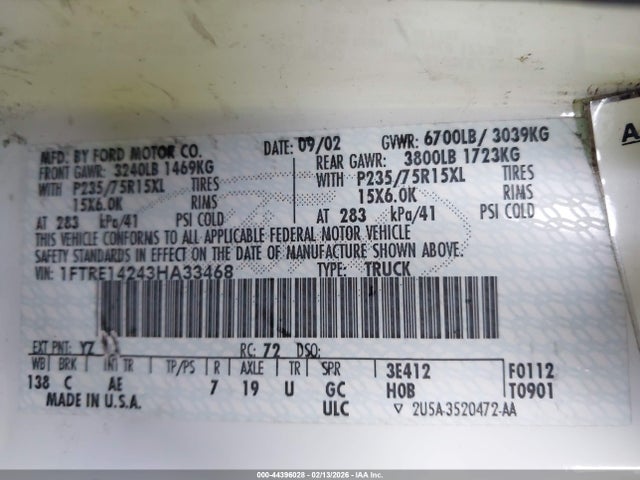 MFD. BY FORD MOTOR CO. DATE: 09/02 GVWR: 6700LB/ 3039KG
FRONT GAWR: 3240LB 1469KG REAR GAWR: 3800LB 1723KG
WITH P235/75R15XL TIRES WITH P235/75R15XL TIRES
15X6.0K RIMS 15X6.0K RIMS
AT 283 kPa/41 PSI COLD AT 283 kPa/41 PSI COLD
THIS VEHICLE CONFORMS TO ALL APPLICABLE FEDERAL MOTOR VEHICLE
SAFETY STANDARDS IN EFFECT ON THE DATE OF MANUFACTURE SHOWN ABOVE.
VIN: 1FTRE14243HA33468 TYPE: TRUCK
EXT PNT: YZ RC: 72 DSO:
WB BRK INT TR TP/PS R AXLE TR SPR 3E412 F0112
138 C AE 7 19 U GC H0B T0901
MADE IN U.S.A. ULC ▽ 2U5A-3520472-AA
A
000-44396028 - 02/13/2026 - IAA Inc.